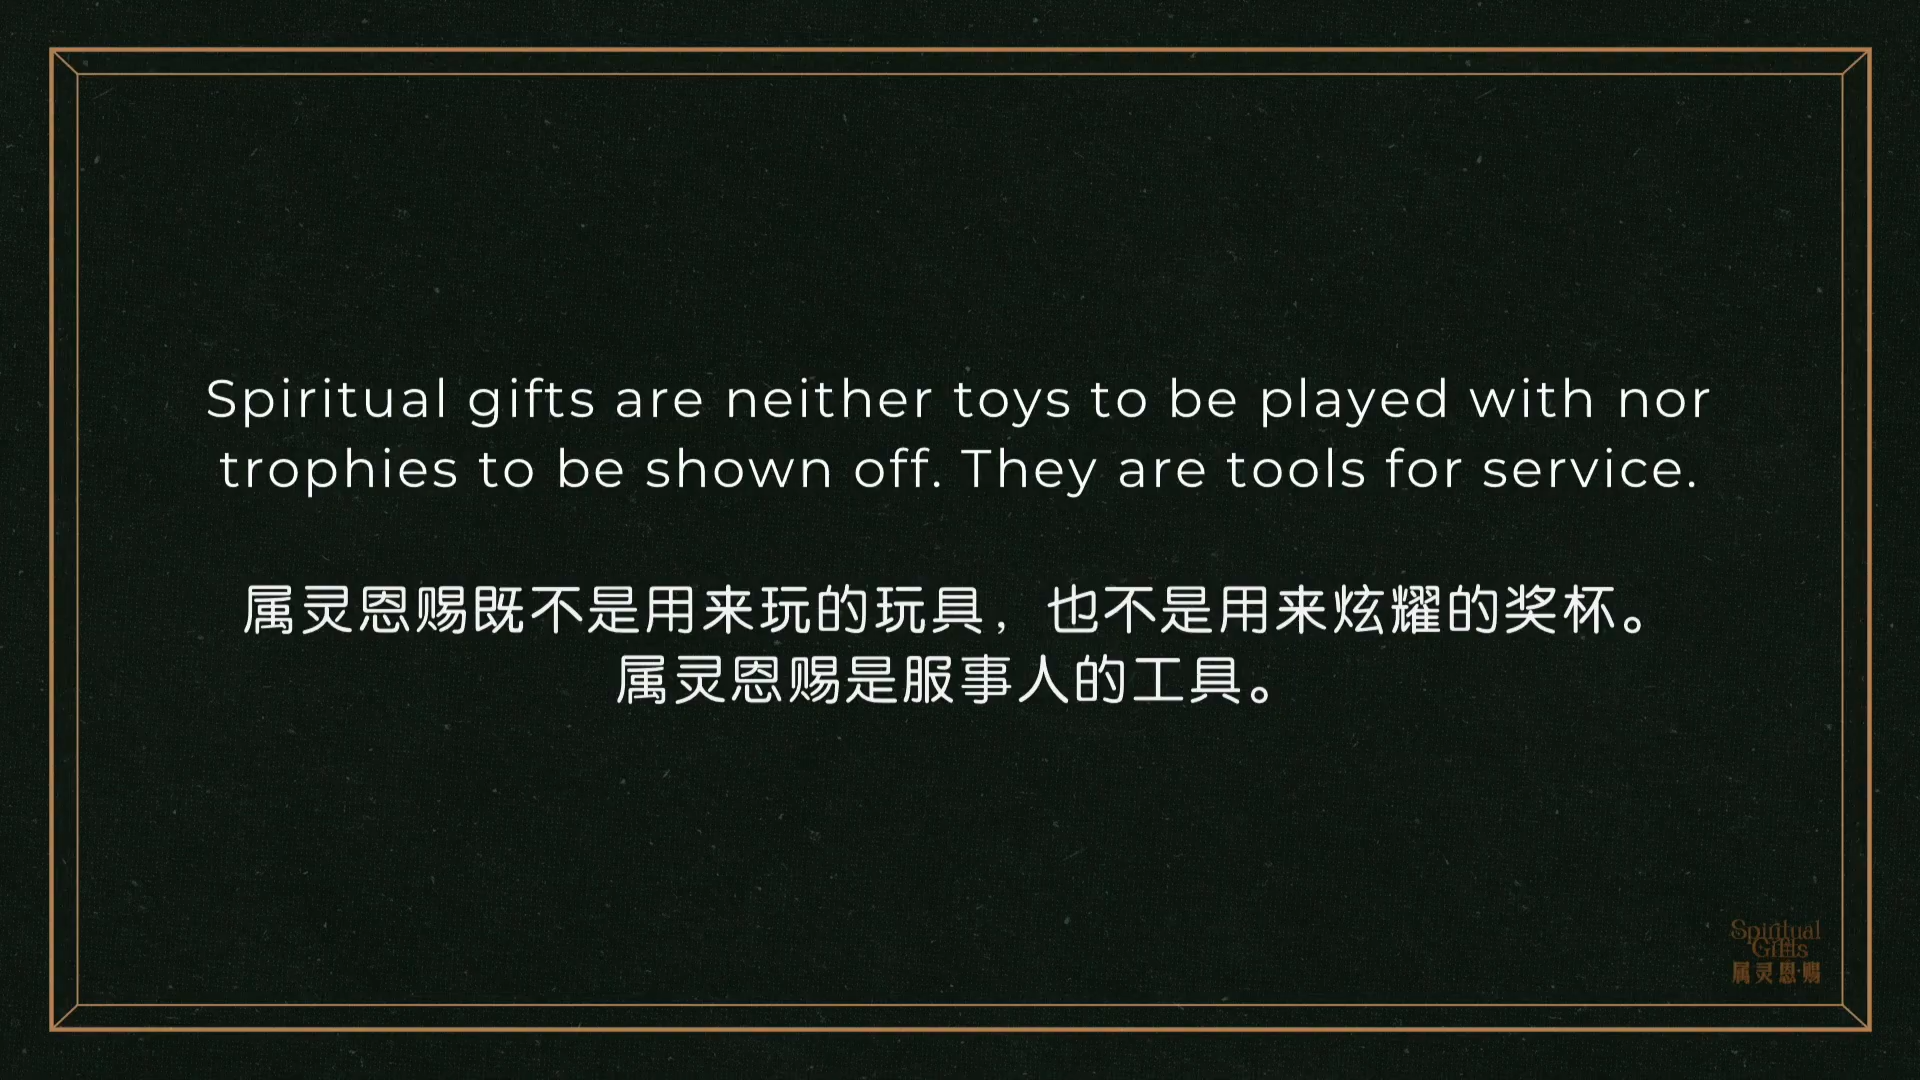 Spiritual gifts are neither toys to be played with nor
trophies to be shown off. They are tools for service.
属灵恩赐既不是用来玩的玩具，也不是用来炫耀的奖杯。
属灵恩赐是服事人的工具。
Spiritual
Gifts
属灵恩赐